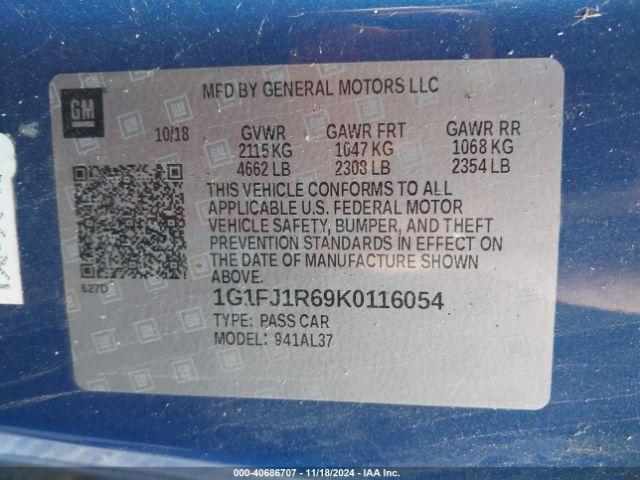 GM
MFD BY GENERAL MOTORS LLC
10/18 GVWR GAWR FRT GAWR RR
2115 KG 1047 KG 1068 KG
4662 LB 2308 LB 2354 LB
THIS VEHICLE CONFORMS TO ALL
APPLICABLE U.S. FEDERAL MOTOR
VEHICLE SAFETY, BUMPER, AND THEFT
PREVENTION STANDARDS IN EFFECT ON
THE DATE OF MANUFACTURE SHOWN
ABOVE.
627D
1G1FJ1R69K0116054
TYPE: PASS CAR
MODEL: 941AL37
000-40686707 - 11/18/2024 - IAA Inc.